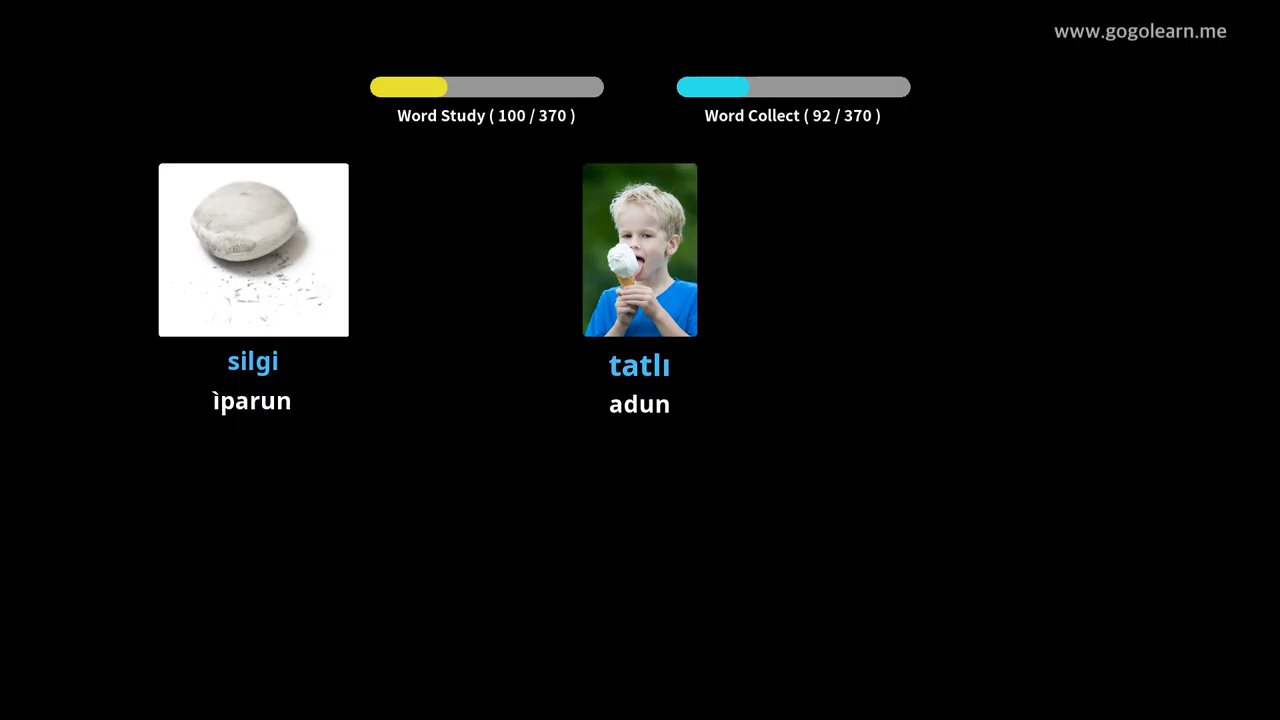 www.gogolearn.me
Word Study ( 100 / 370 )
Word Collect ( 92 / 370 )
silgi
ìparun
tatlı
adun